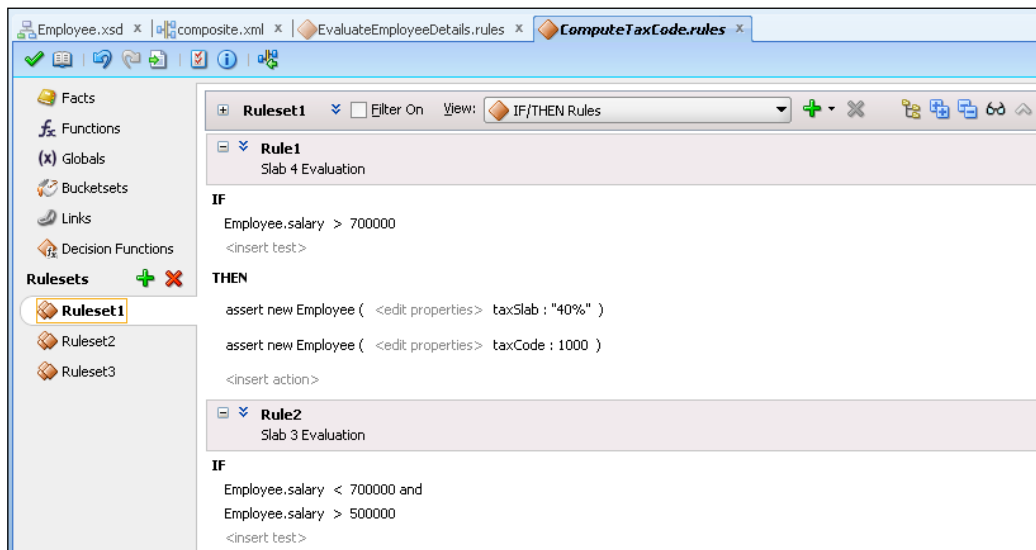 Employee.xsd x composite.xml x EvaluateEmployeeDetails.rules x ComputeTaxCode.rules x
Facts
Functions
(x) Globals
Bucketsets
Links
Decision Functions
Rulesets
Ruleset1
Ruleset2
Ruleset3
Ruleset1 Filter On View: IF/THEN Rules
Rule1
Slab 4 Evaluation
IF
Employee.salary > 700000
<insert test>
THEN
assert new Employee ( <edit properties> taxSlab : "40%" )
assert new Employee ( <edit properties> taxCode : 1000 )
<insert action>
Rule2
Slab 3 Evaluation
IF
Employee.salary < 700000 and
Employee.salary > 500000
<insert test>